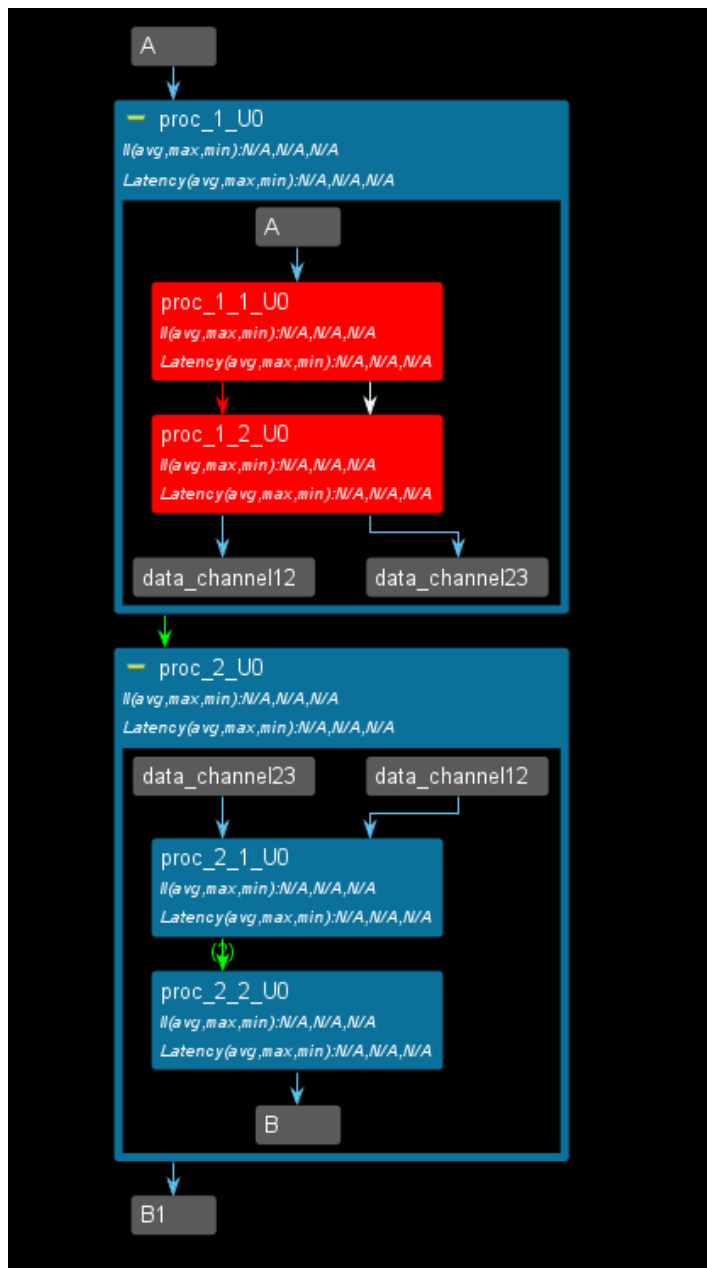 A
proc_1_U0
II(avg,max,min):N/A,N/A,N/A
Latency(avg,max,min):N/A,N/A,N/A
A
proc_1_1_U0
II(avg,max,min):N/A,N/A,N/A
Latency(avg,max,min):N/A,N/A,N/A
proc_1_2_U0
II(avg,max,min):N/A,N/A,N/A
Latency(avg,max,min):N/A,N/A,N/A
data_channel12
data_channel23
proc_2_U0
II(avg,max,min):N/A,N/A,N/A
Latency(avg,max,min):N/A,N/A,N/A
data_channel23
data_channel12
proc_2_1_U0
II(avg,max,min):N/A,N/A,N/A
Latency(avg,max,min):N/A,N/A,N/A
(2)
proc_2_2_U0
II(avg,max,min):N/A,N/A,N/A
Latency(avg,max,min):N/A,N/A,N/A
B
B1